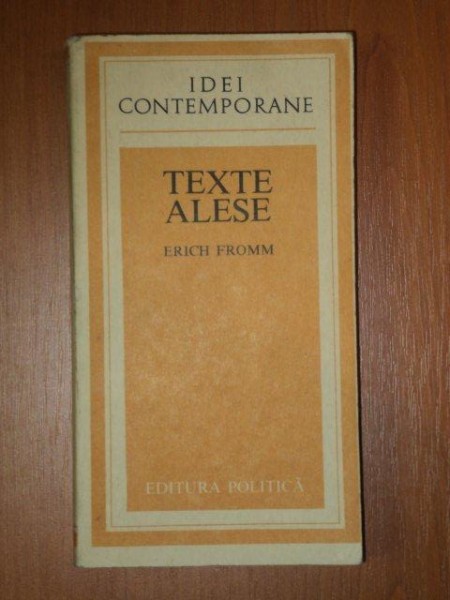 IDEI
CONTEMPORANE
TEXTE
ALESE
ERICH FROMM
EDITURA POLITICĂ